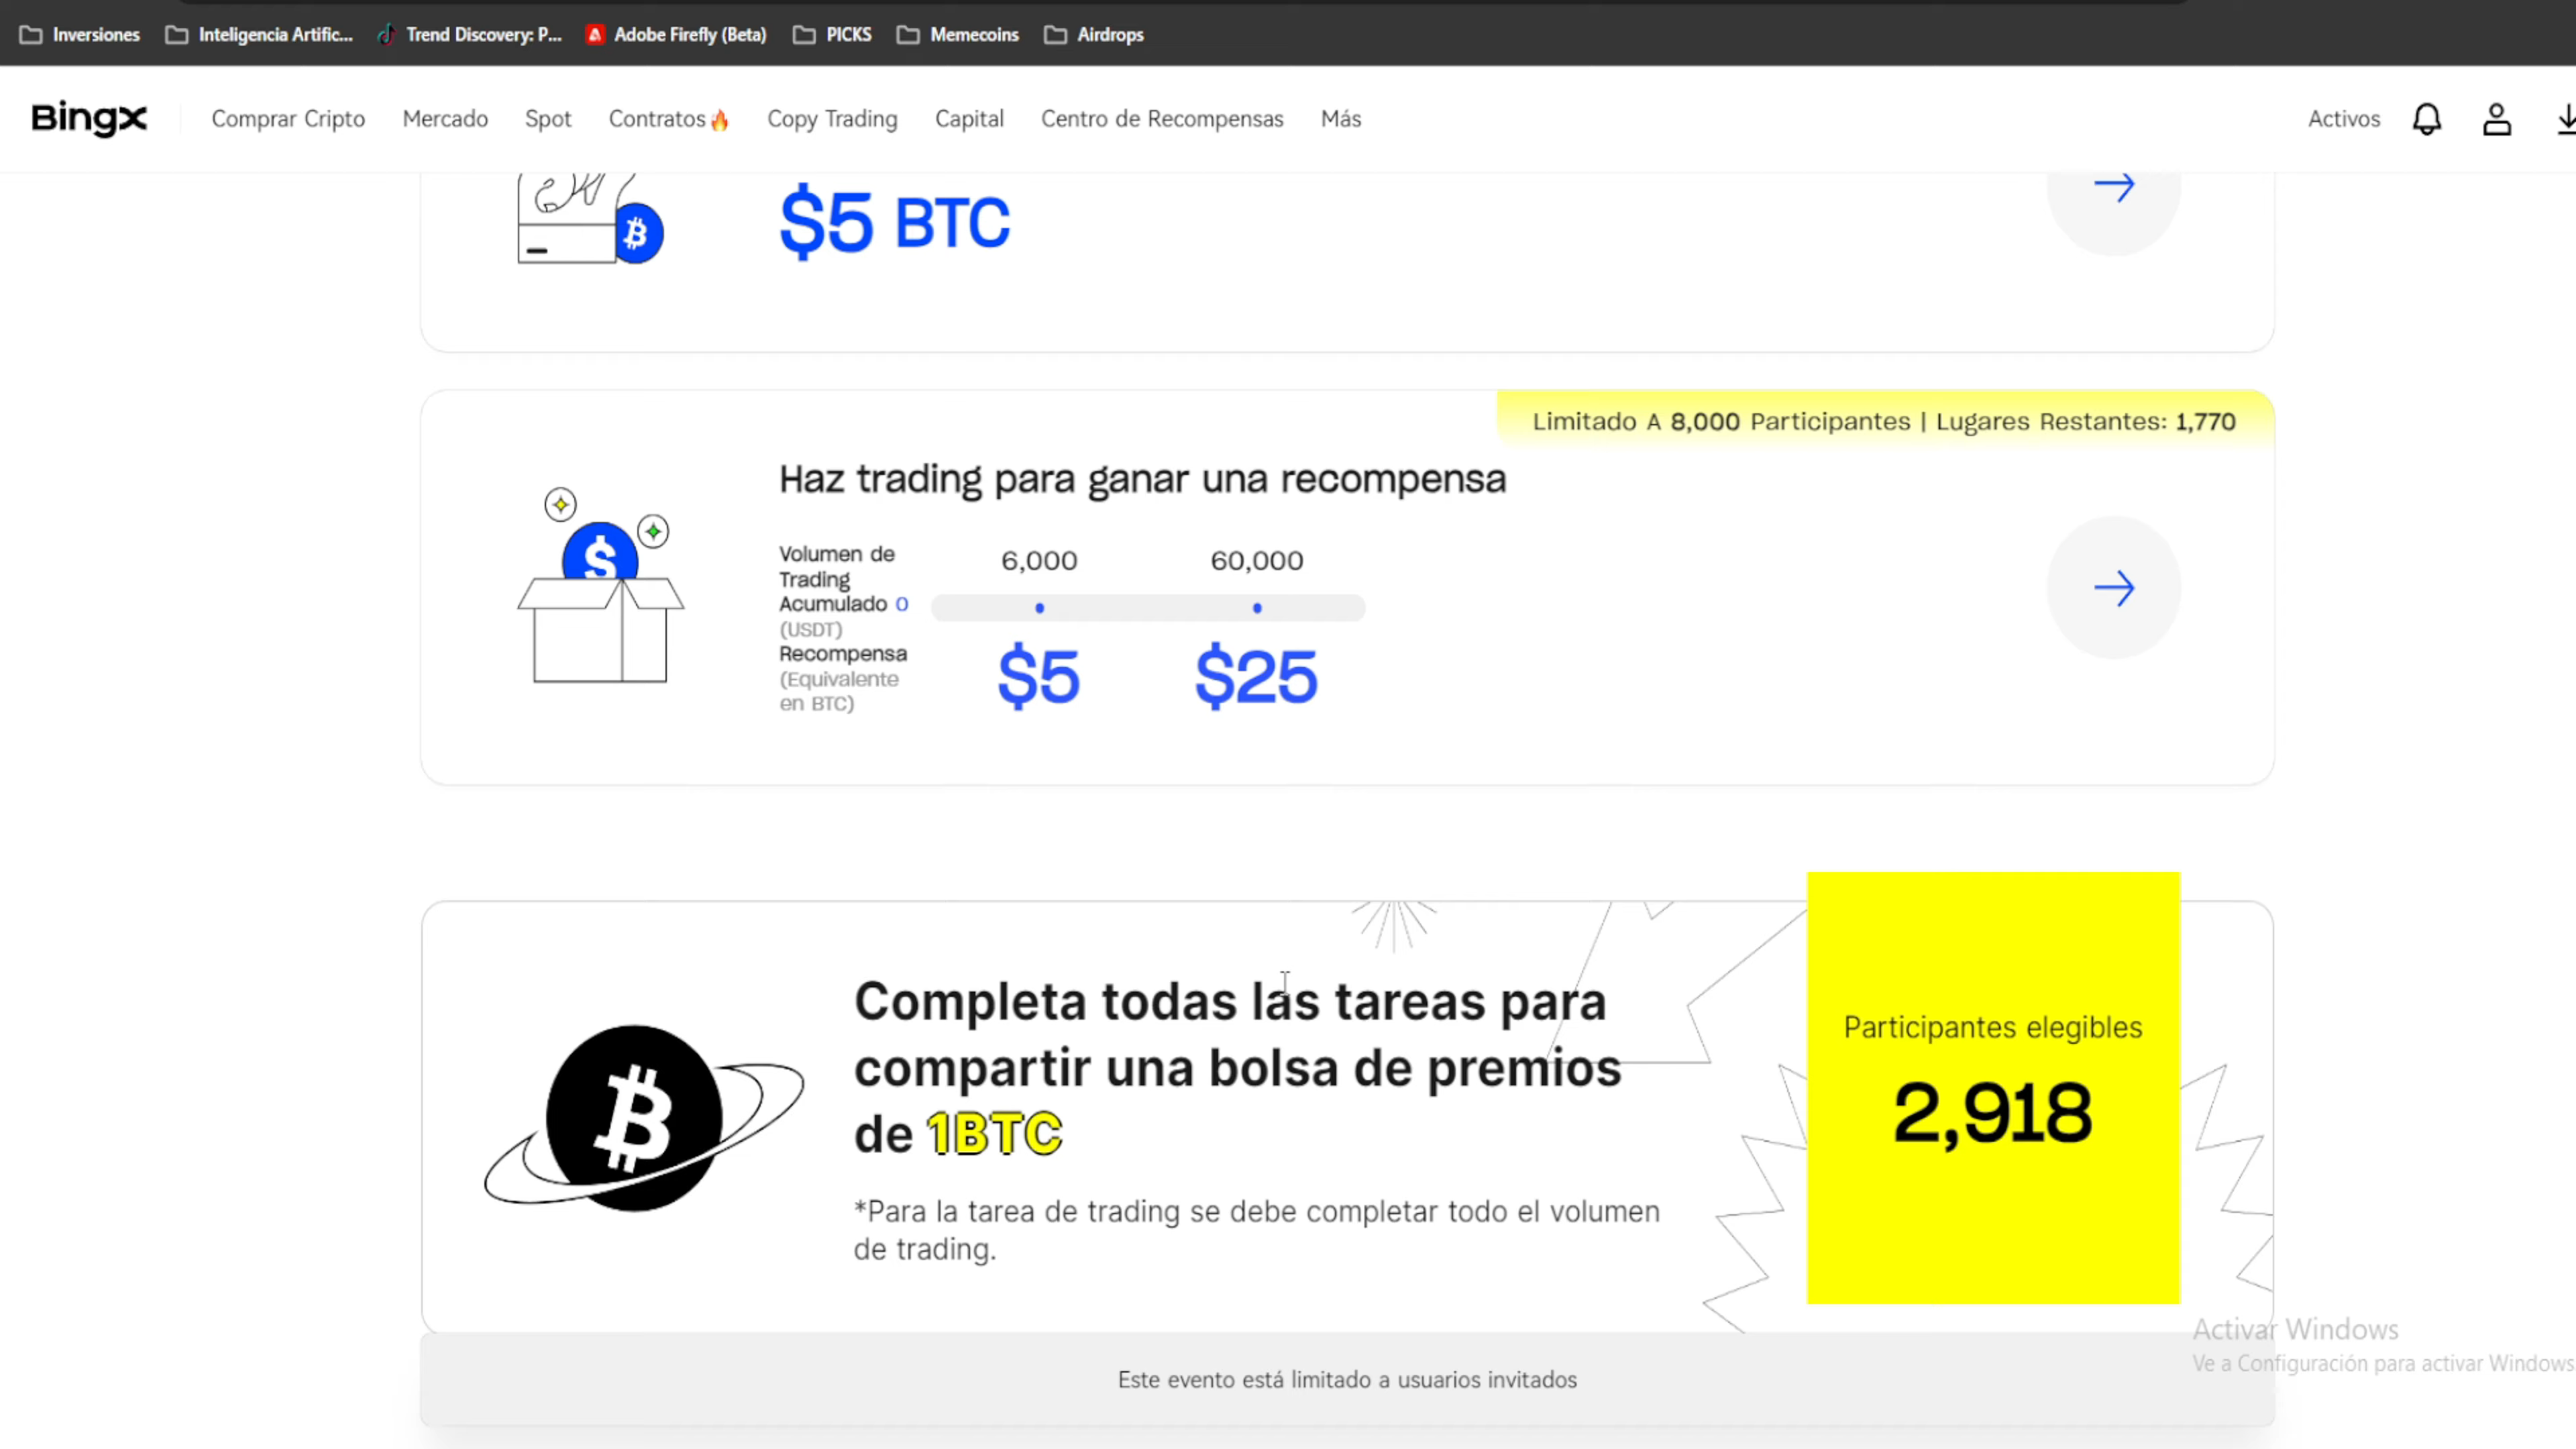 Inversiones Inteligencia Artific... Trend Discovery: P... Adobe Firefly (Beta) PICKS Memecoins Airdrops
BingX Comprar Cripto Mercado Spot Contratos🔥 Copy Trading Capital Centro de Recompensas Más Activos
$5 BTC
Limitado A 8,000 Participantes | Lugares Restantes: 1,770
Haz trading para ganar una recompensa
Volumen de
Trading
Acumulado 0
(USDT)
6,000 60,000
Recompensa
(Equivalente
en BTC)
$5 $25
Completa todas las tareas para
compartir una bolsa de premios
de 1BTC
*Para la tarea de trading se debe completar todo el volumen
de trading.
Participantes elegibles
2,918
Activar Windows
Ve a Configuración para activar Windows
Este evento está limitado a usuarios invitados